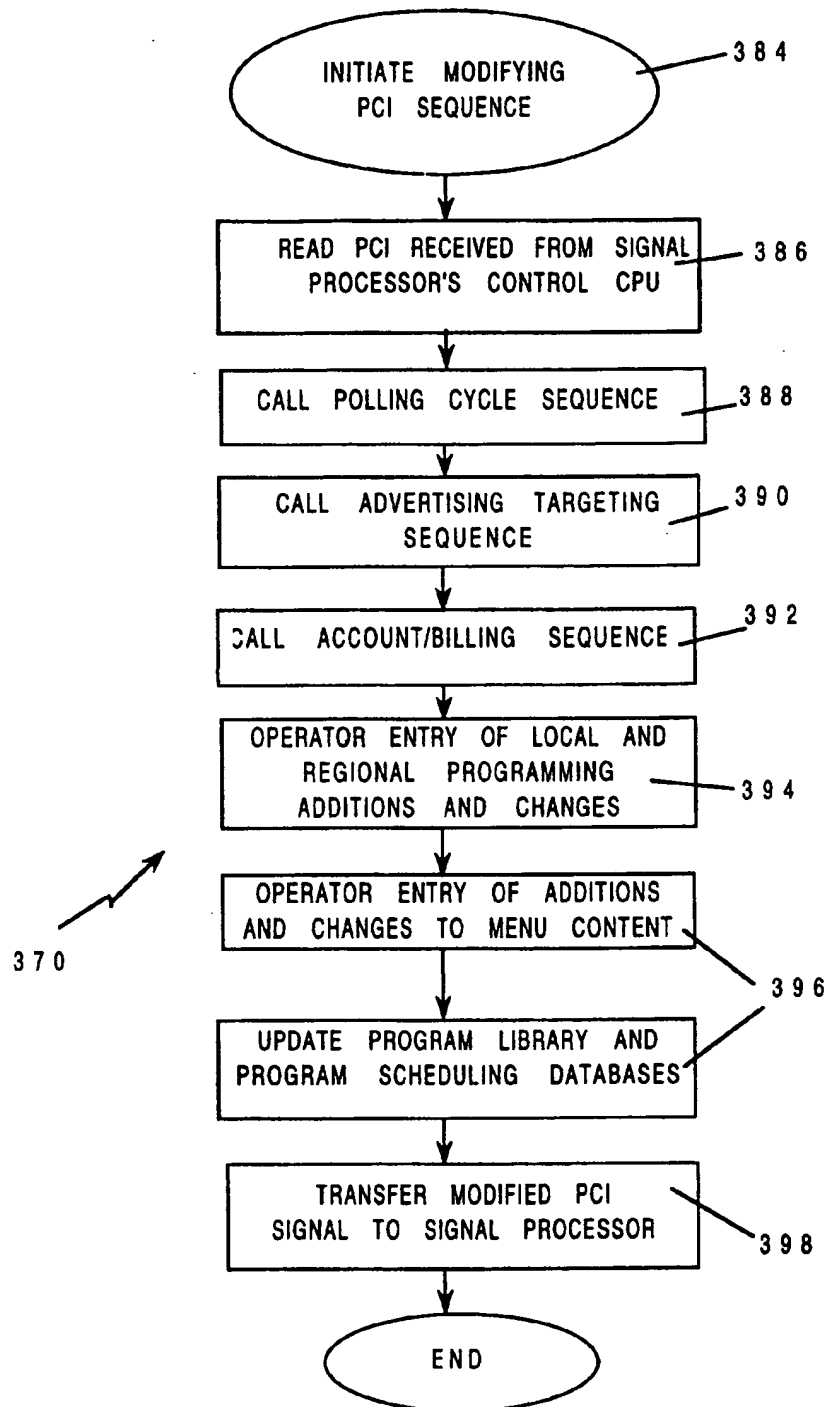 INITIATE MODIFYING
PCI SEQUENCE
384
READ PCI RECEIVED FROM SIGNAL
PROCESSOR'S CONTROL CPU
386
CALL POLLING CYCLE SEQUENCE
388
CALL ADVERTISING TARGETING
SEQUENCE
390
CALL ACCOUNT/BILLING SEQUENCE
392
OPERATOR ENTRY OF LOCAL AND
REGIONAL PROGRAMMING
ADDITIONS AND CHANGES
394
370
OPERATOR ENTRY OF ADDITIONS
AND CHANGES TO MENU CONTENT
396
UPDATE PROGRAM LIBRARY AND
PROGRAM SCHEDULING DATABASES
TRANSFER MODIFIED PCI
SIGNAL TO SIGNAL PROCESSOR
398
END